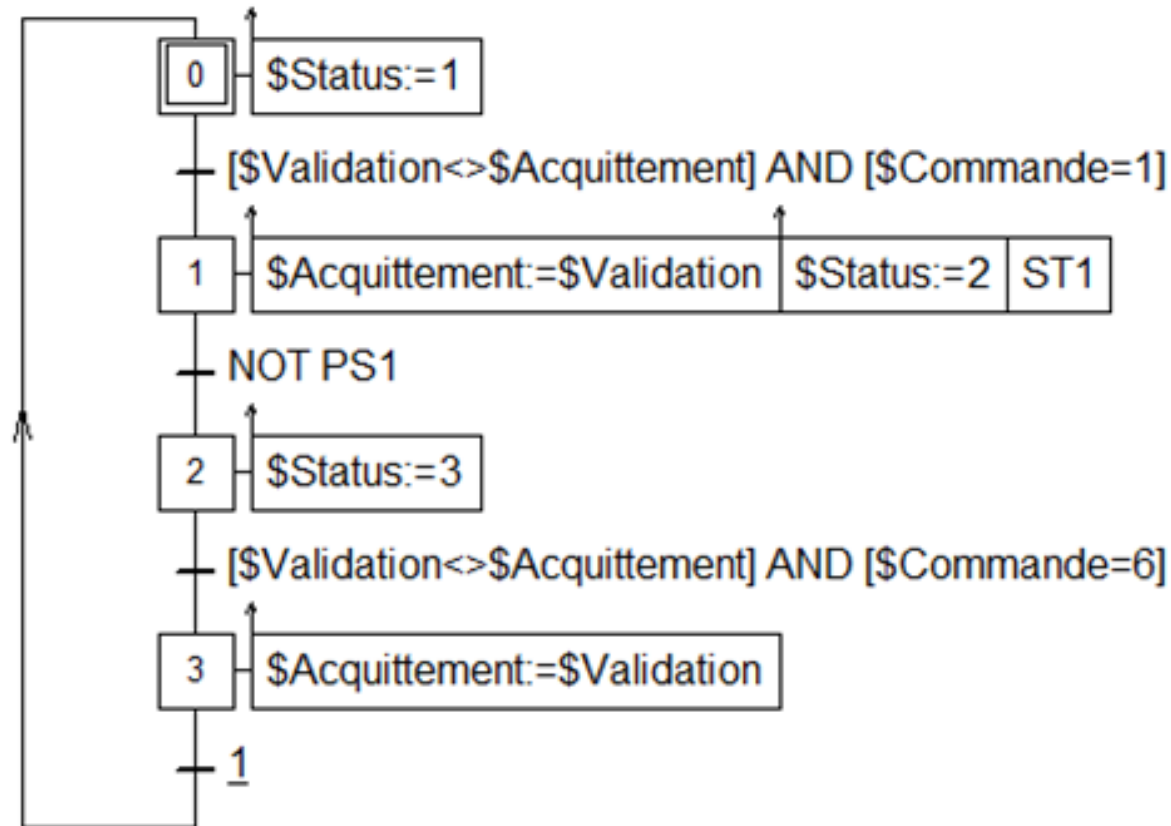 0 $Status:=1
[$Validation<>$Acquittement] AND [$Commande=1]
1 $Acquittement:=$Validation $Status:=2 ST1
NOT PS1
2 $Status:=3
[$Validation<>$Acquittement] AND [$Commande=6]
3 $Acquittement:=$Validation
1